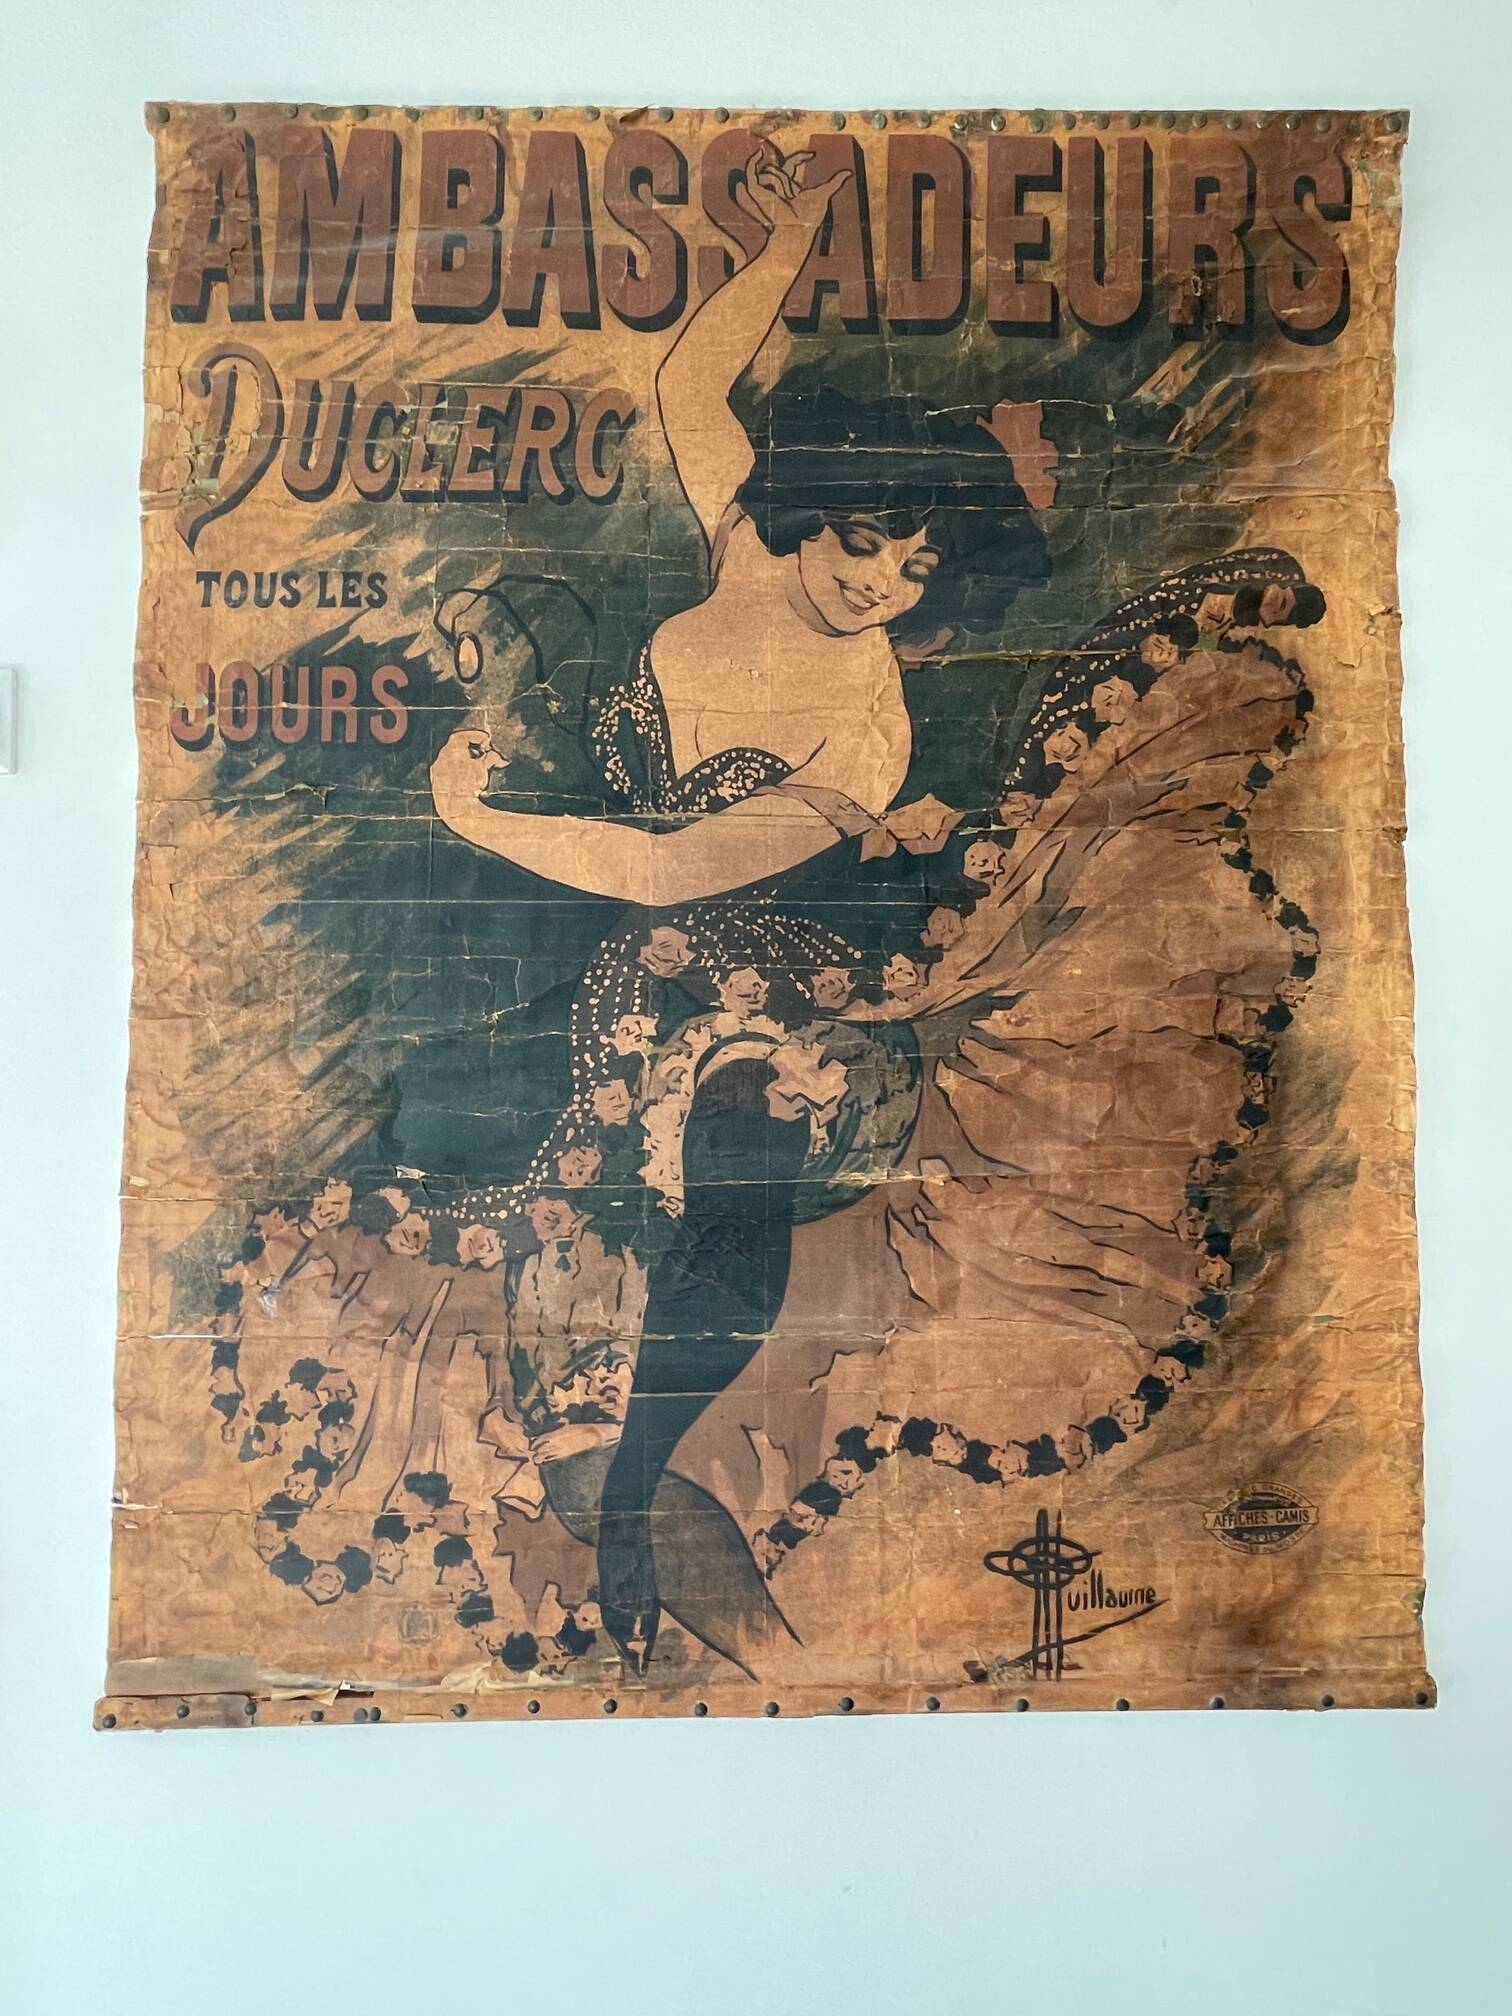 AMBASSADEURS
DUCLERC
TOUS LES
JOURS
AFFICHES-CAMIS
PARIS
Guillaume